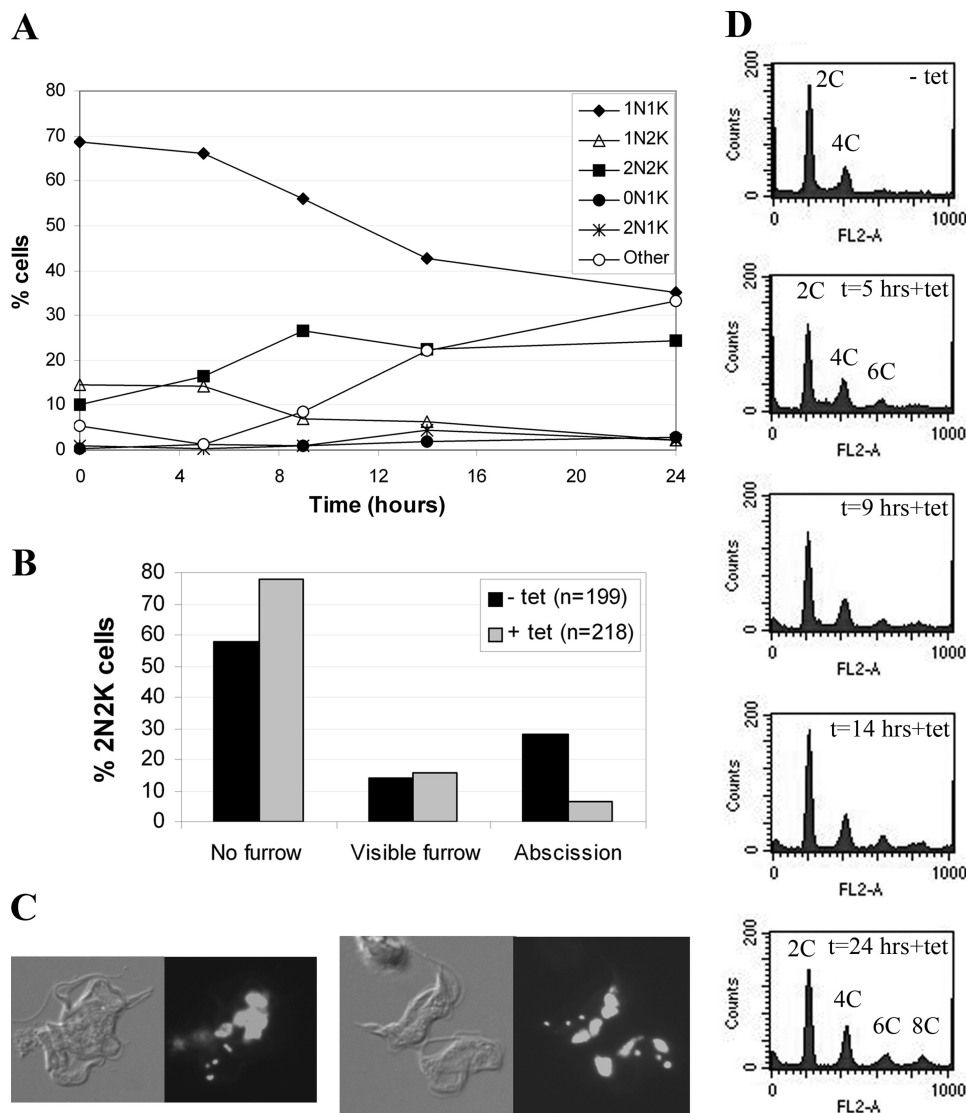 A
80
70
60
50
40
30
20
10
0
% cells
0 4 8 12 16 20 24
Time (hours)
1N1K
1N2K
2N2K
0N1K
2N1K
Other
B
80
70
60
50
40
30
20
10
0
% 2N2K cells
- tet (n=199)
+ tet (n=218)
No furrow Visible furrow Abscission
C
D
200
0
Counts
2C
4C
- tet
0 1000
FL2-A
200
0
Counts
t=5 hrs+tet
2C
4C
6C
0 1000
FL2-A
200
0
Counts
t=9 hrs+tet
0 1000
FL2-A
200
0
Counts
t=14 hrs+tet
0 1000
FL2-A
200
0
Counts
t=24 hrs+tet
2C
4C
6C 8C
0 1000
FL2-A